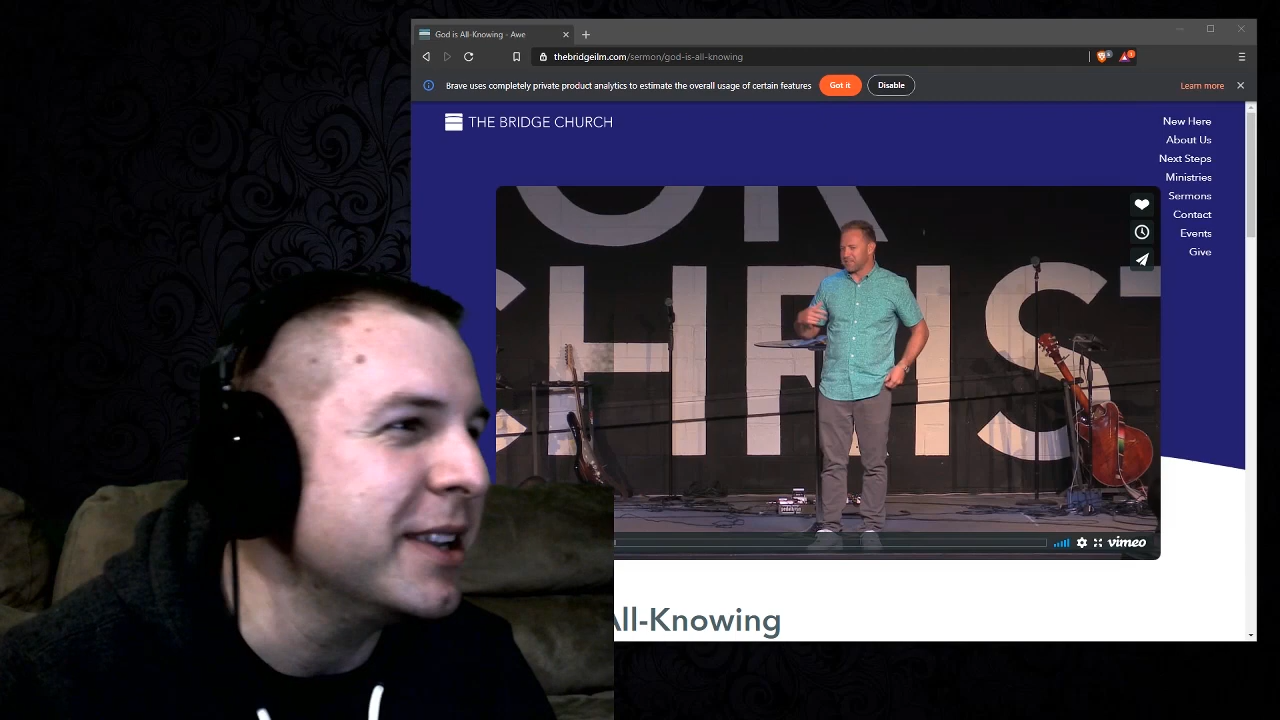 God is All-Knowing - Awe
thebridgeilm.com/sermon/god-is-all-knowing
Brave uses completely private product analytics to estimate the overall usage of certain features
Got it
Disable
Learn more
THE BRIDGE CHURCH
New Here
About Us
Next Steps
Ministries
Sermons
Contact
Events
Give
CHRIST
vimeo
All-Knowing